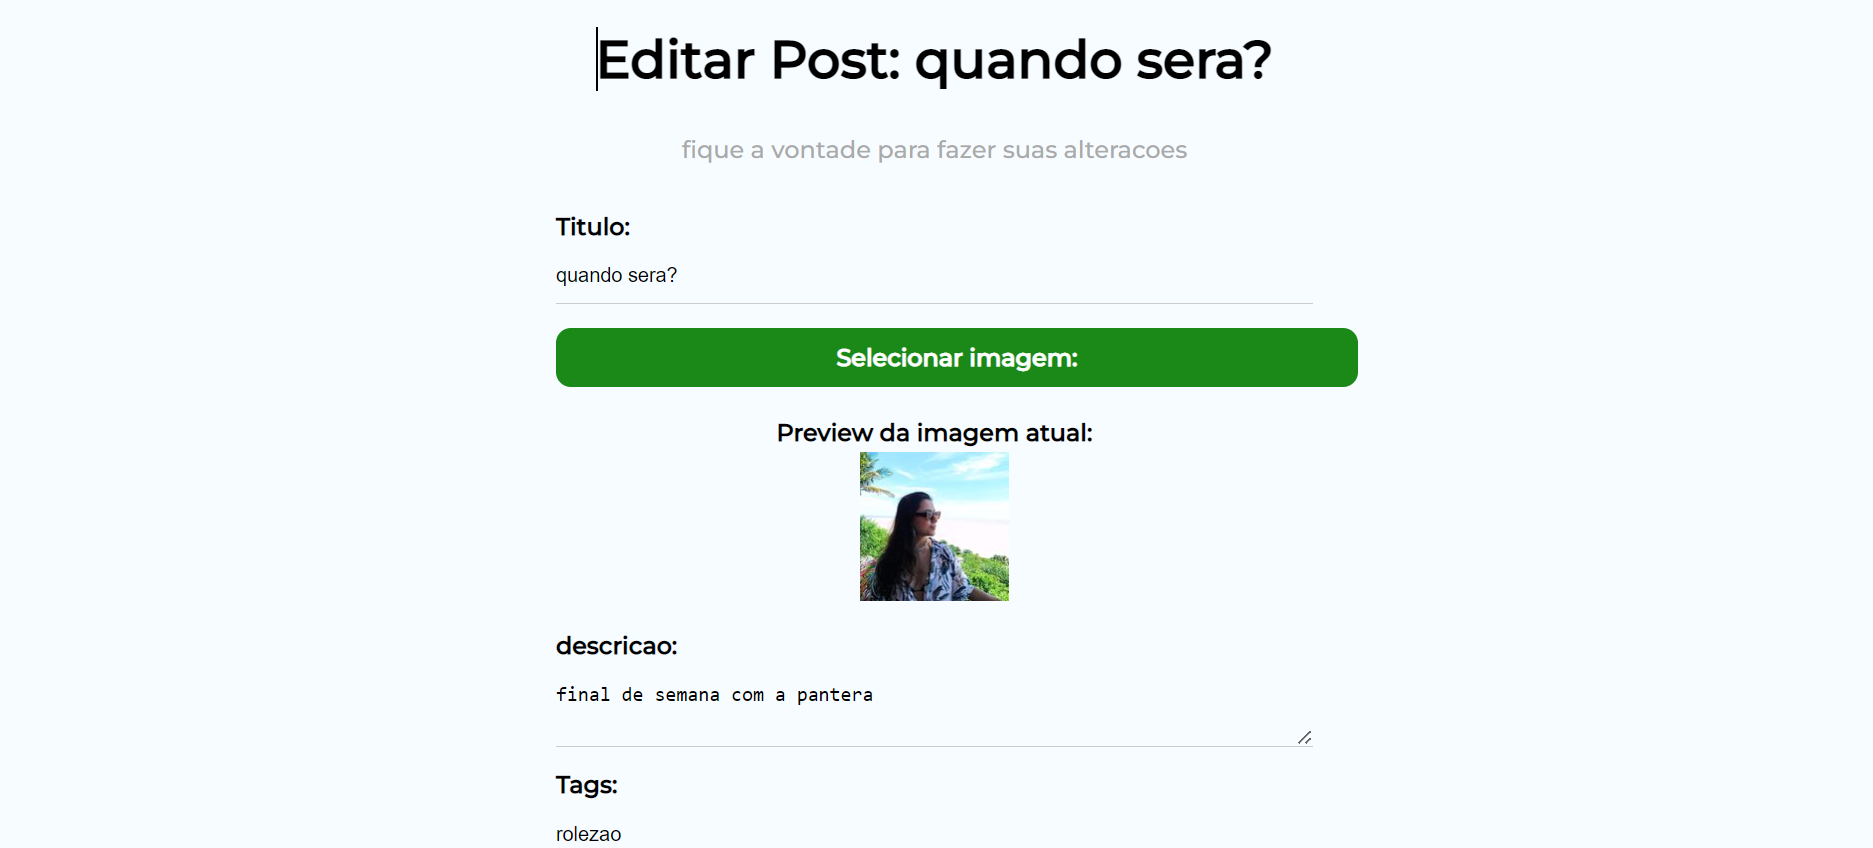 Editar Post: quando sera?
fique a vontade para fazer suas alteracoes
Titulo:
quando sera?
Selecionar imagem:
Preview da imagem atual:
descricao:
final de semana com a pantera
Tags:
rolezao